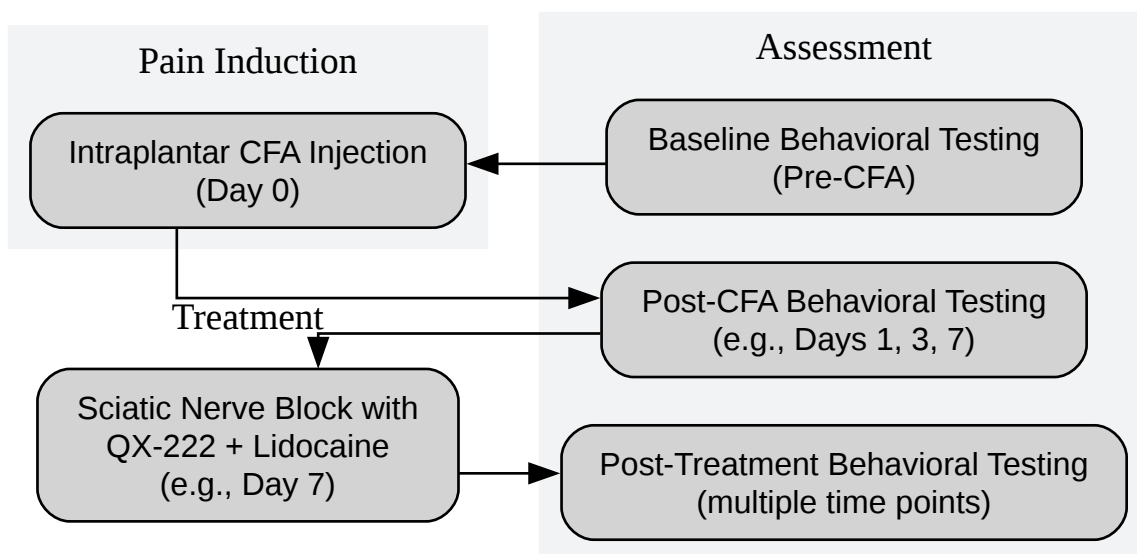 Pain Induction
Assessment
Intraplantar CFA Injection
(Day 0)
Baseline Behavioral Testing
(Pre-CFA)
Post-CFA Behavioral Testing
(e.g., Days 1, 3, 7)
Treatment
Sciatic Nerve Block with
QX-222 + Lidocaine
(e.g., Day 7)
Post-Treatment Behavioral Testing
(multiple time points)